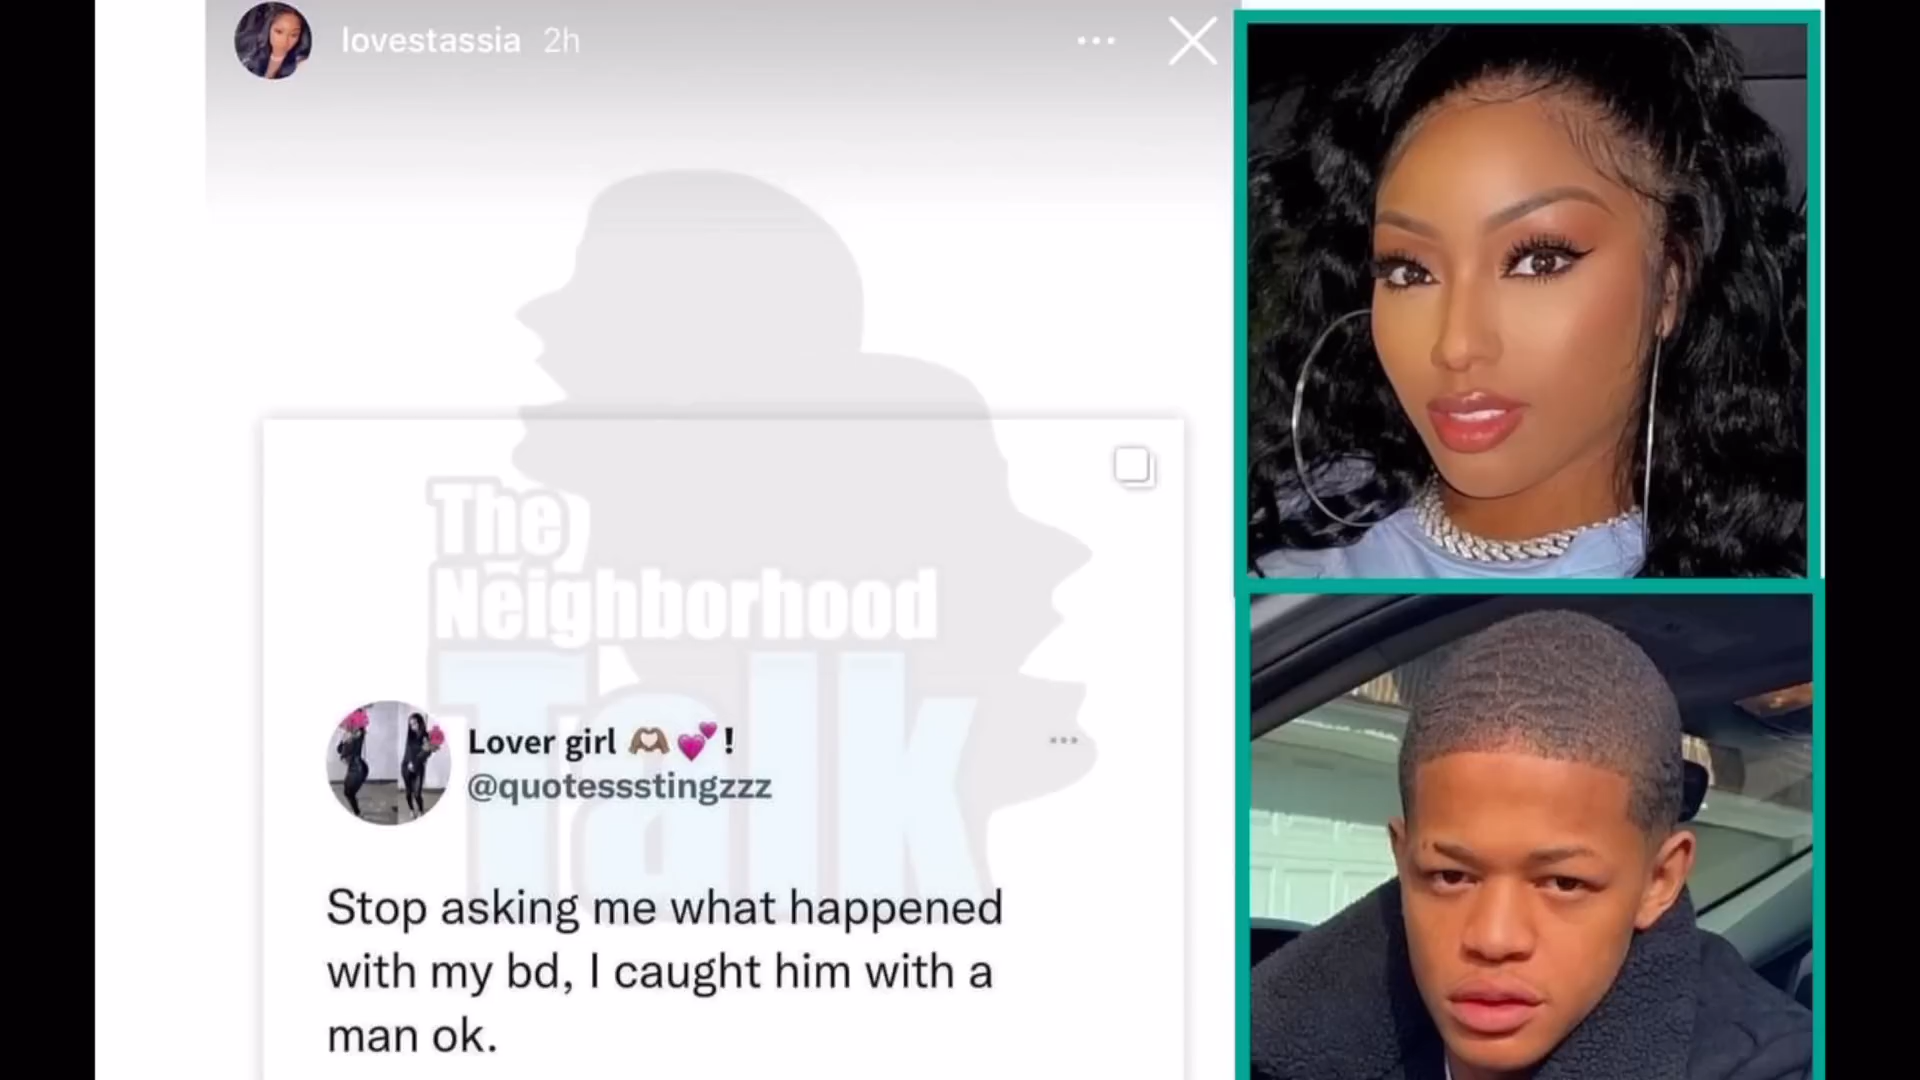 lovestassia 2h
The
Neighborhood
Talk
Lover girl 🫶🏽💕!
@quotessstingzzz
Stop asking me what happened
with my bd, I caught him with a
man ok.